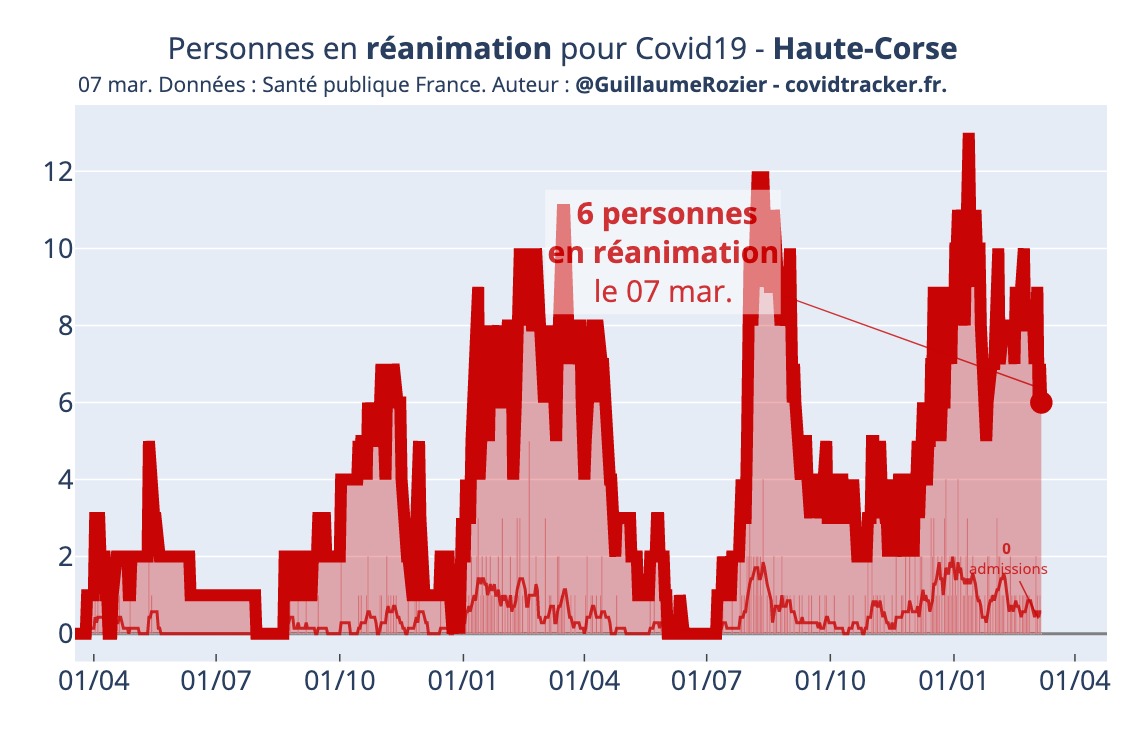 Personnes en réanimation pour Covid19 - Haute-Corse
07 mar. Données : Santé publique France. Auteur : @GuillaumeRozier - covidtracker.fr.
12
10
8
6
4
2
0
6 personnes
en réanimation
le 07 mar.
0
admissions
01/04 01/07 01/10 01/01 01/04 01/07 01/10 01/01 01/04